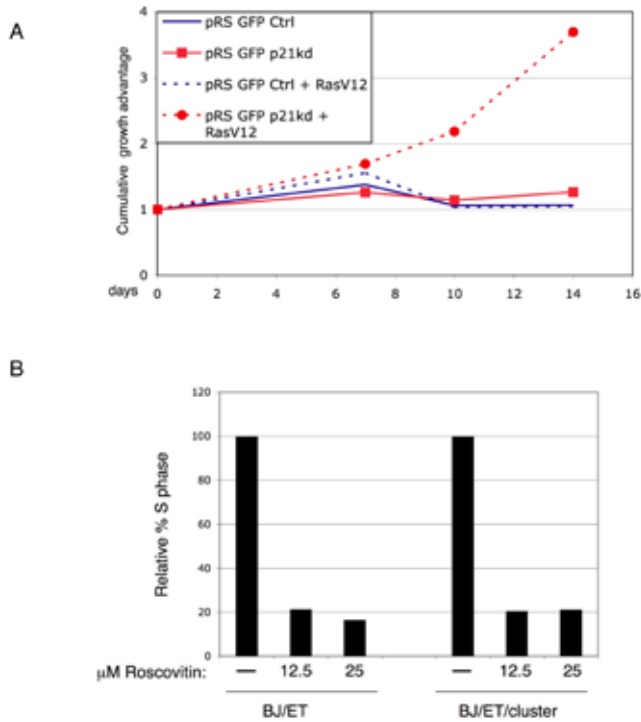 A
pRS GFP Ctrl
pRS GFP p21kd
pRS GFP Ctrl + RasV12
pRS GFP p21kd +
RasV12
Cumulative growth advantage
4
3
2
1
0
days
0 2 4 6 8 10 12 14 16
B
Relative % S phase
120
100
80
60
40
20
0
µM Roscovitin: — 12.5 25 — 12.5 25
BJ/ET BJ/ET/cluster